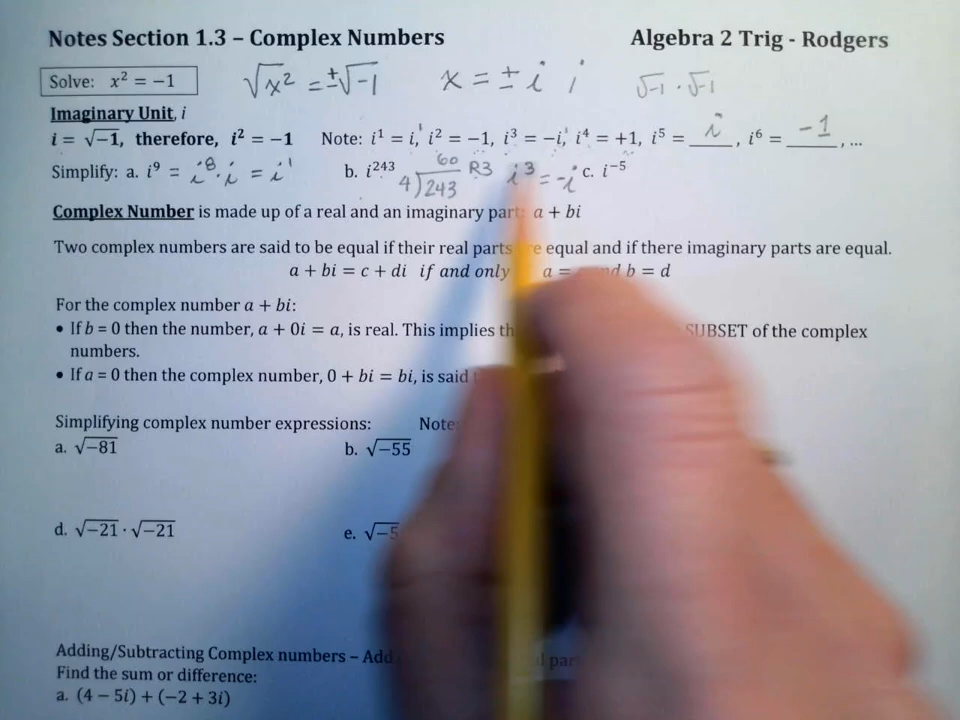 Notes Section 1.3 – Complex Numbers Algebra 2 Trig - Rodgers
Solve: x² = −1 √x² = ±√−1 x = ± i i √−1 · √−1
Imaginary Unit, i
i = √−1, therefore, i² = −1 Note: i¹ = i, i² = −1, i³ = −i, i⁴ = +1, i⁵ = i, i⁶ = −1, ...
Simplify: a. i⁹ = i⁸ · i = i¹ b. i²⁴³ 4)243 60 R3 i³ = −i c. i⁻⁵
Complex Number is made up of a real and an imaginary part: a + bi
Two complex numbers are said to be equal if their real parts equal and if there imaginary parts are equal.
a + bi = c + di if and only a = and b = d
For the complex number a + bi:
• If b = 0 then the number, a + 0i = a, is real. This implies SUBSET of the complex
numbers.
• If a = 0 then the complex number, 0 + bi = bi, is said
Simplifying complex number expressions: Note
a. √−81 b. √−55
d. √−21 · √−21 e. √−5
Adding/Subtracting Complex numbers – Add
Find the sum or difference:
a. (4 − 5i) + (−2 + 3i)